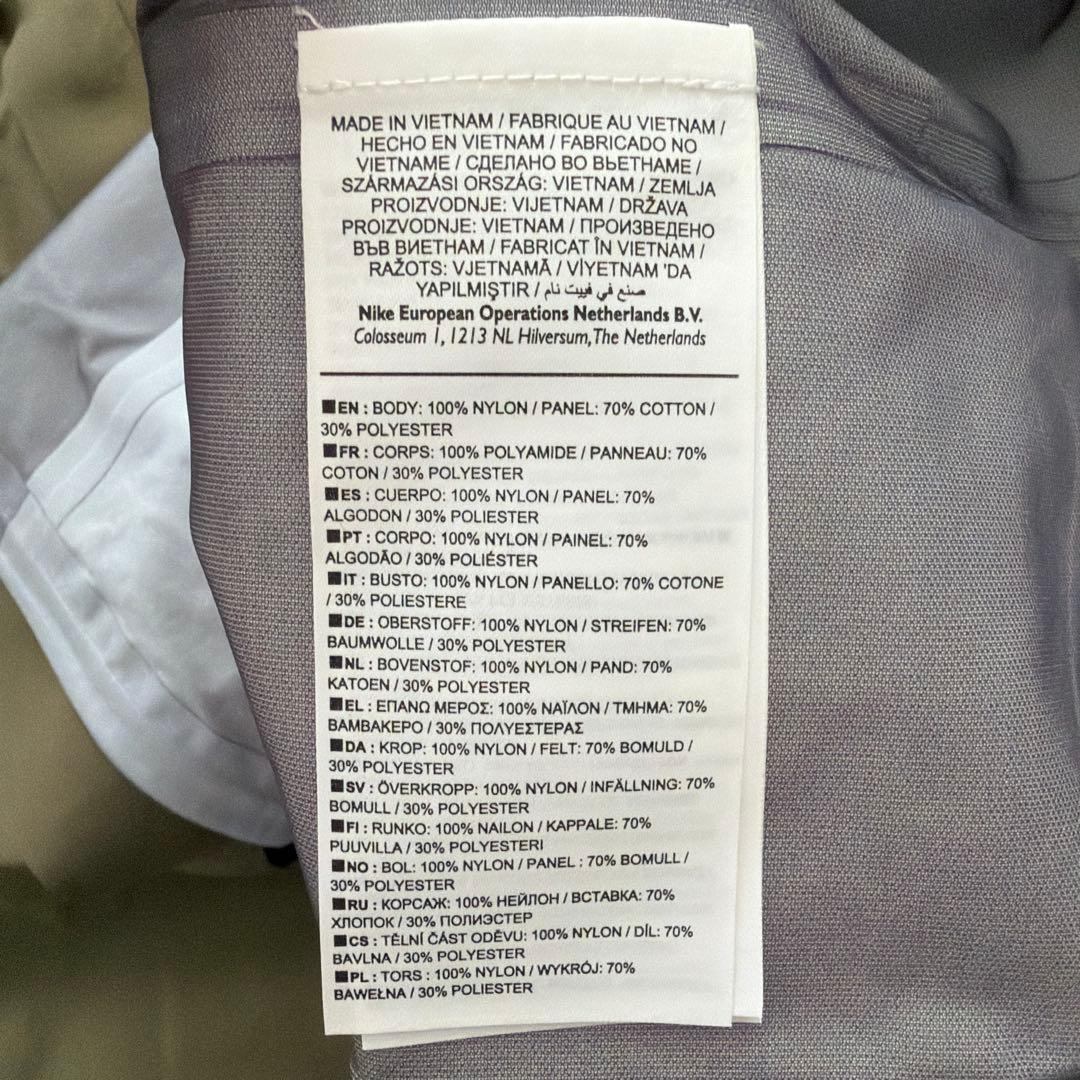 MADE IN VIETNAM / FABRIQUE AU VIETNAM /
HECHO EN VIETNAM / FABRICADO NO
VIETNAME / СДЕЛАНО ВО ВЬЕТНАМЕ /
SZÁRMAZÁSI ORSZÁG: VIETNAM / ZEMLJA
PROIZVODNJE: VIJETNAM / DRŽAVA
PROIZVODNJE: VIETNAM / ПРОИЗВЕДЕНО
ВЪВ ВИЕТНАМ / FABRICAT ÎN VIETNAM /
RAŽOTS: VJETNAMĀ / VİYETNAM 'DA
YAPILMIŞTIR / صنع في فييت نام
Nike European Operations Netherlands B.V.
Colosseum 1, 1213 NL Hilversum, The Netherlands
■EN : BODY: 100% NYLON / PANEL: 70% COTTON /
30% POLYESTER
■FR : CORPS: 100% POLYAMIDE / PANNEAU: 70%
COTON / 30% POLYESTER
■ES : CUERPO: 100% NYLON / PANEL: 70%
ALGODON / 30% POLIESTER
■PT : CORPO: 100% NYLON / PAINEL: 70%
ALGODÃO / 30% POLIÉSTER
■IT : BUSTO: 100% NYLON / PANELLO: 70% COTONE
/ 30% POLIESTERE
■DE : OBERSTOFF: 100% NYLON / STREIFEN: 70%
BAUMWOLLE / 30% POLYESTER
■NL : BOVENSTOF: 100% NYLON / PAND: 70%
KATOEN / 30% POLYESTER
■EL : ΕΠΑΝΩ ΜΕΡΟΣ: 100% ΝΑΪΛΟΝ / ΤΜΗΜΑ: 70%
ΒΑΜΒΑΚΕΡΟ / 30% ΠΟΛΥΕΣΤΕΡΑΣ
■DA : KROP: 100% NYLON / FELT: 70% BOMULD /
30% POLYESTER
■SV : ÖVERKROPP: 100% NYLON / INFÄLLNING: 70%
BOMULL / 30% POLYESTER
■FI : RUNKO: 100% NAILON / KAPPALE: 70%
PUUVILLA / 30% POLYESTERI
■NO : BOL: 100% NYLON / PANEL : 70% BOMULL /
30% POLYESTER
■RU : КОРСАЖ: 100% НЕЙЛОН / ВСТАВКА: 70%
ХЛОПОК / 30% ПОЛИЭСТЕР
■CS : TĚLNÍ ČÁST ODĚVU: 100% NYLON / DÍL: 70%
BAVLNA / 30% POLYESTER
■PL : TORS : 100% NYLON / WYKRÓJ: 70%
BAWEŁNA / 30% POLIESTER